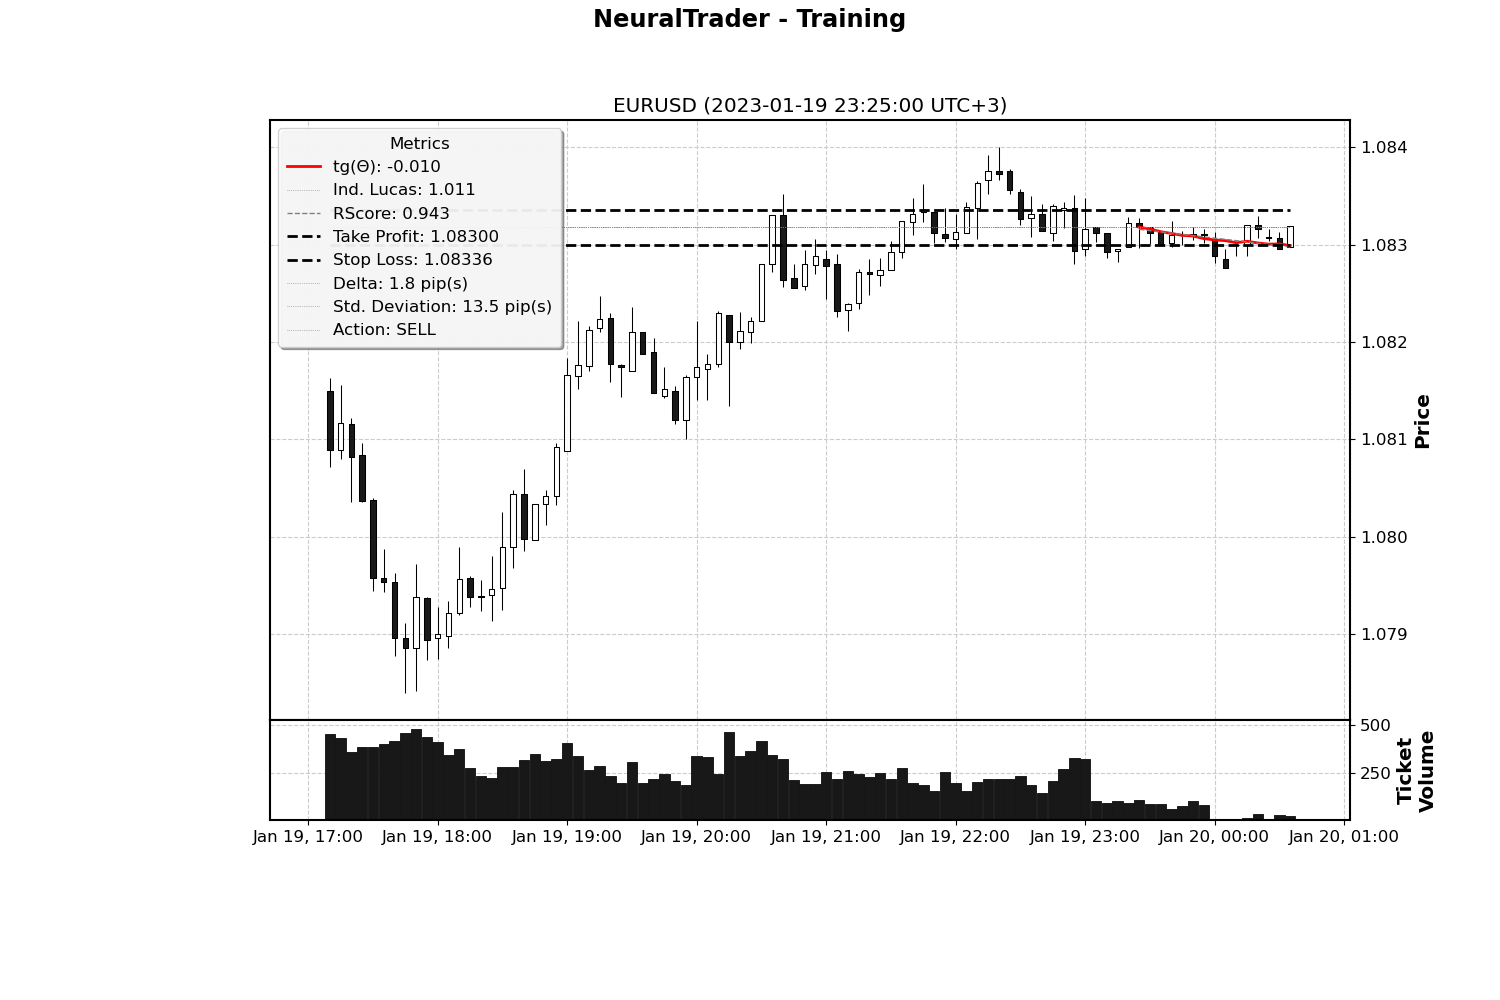 NeuralTrader - Training
EURUSD (2023-01-19 23:25:00 UTC+3)
Metrics
tg(Θ): -0.010
Ind. Lucas: 1.011
RScore: 0.943
Take Profit: 1.08300
Stop Loss: 1.08336
Delta: 1.8 pip(s)
Std. Deviation: 13.5 pip(s)
Action: SELL
1.084
1.083
1.082
1.081
1.080
1.079
Price
500
250
Ticket
Volume
Jan 19, 17:00 Jan 19, 18:00 Jan 19, 19:00 Jan 19, 20:00 Jan 19, 21:00 Jan 19, 22:00 Jan 19, 23:00 Jan 20, 00:00 Jan 20, 01:00